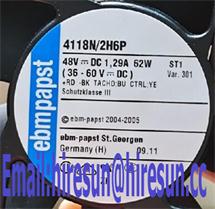 ebmpapst
4118N/2H6P
48V ⎓ DC 1,29A 62W
(36 - 60 V ⎓ DC)
+RD:-BK TACHO:BU CTRL:YE
Schutzklasse III
ST1
Var. 301
© ebm-papst 2004-2005
ebm-papst St.Georgen
Germany (H) 09.11
Email:hiresun@hiresun.cc